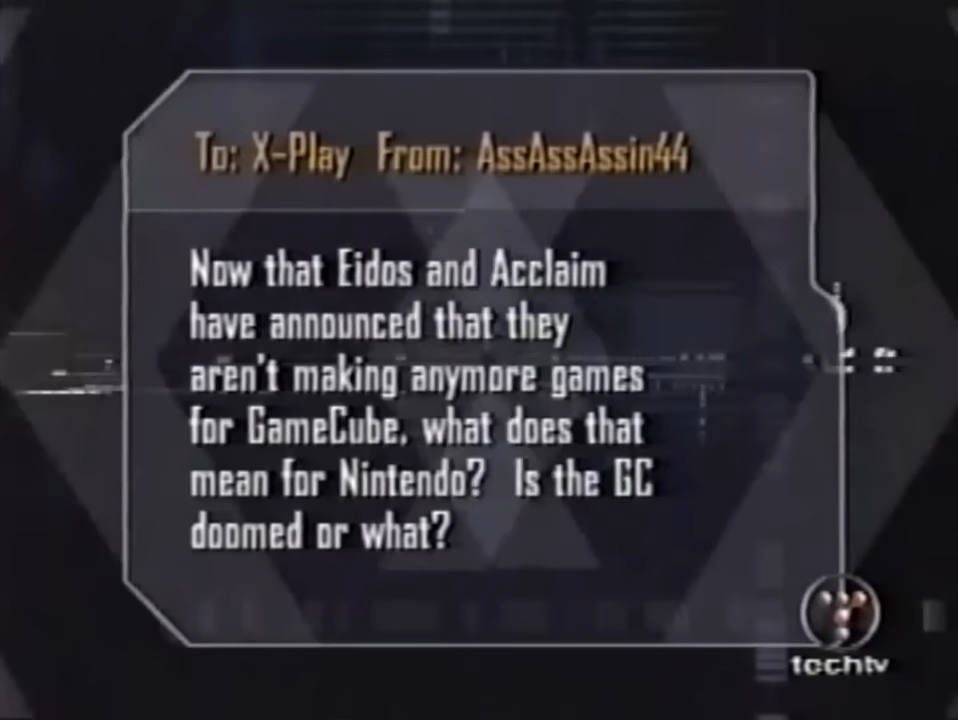 To: X-Play From: AssAssAssin44
Now that Eidos and Acclaim
have announced that they
aren't making anymore games
for GameCube, what does that
mean for Nintendo? Is the GC
doomed or what?
techtv